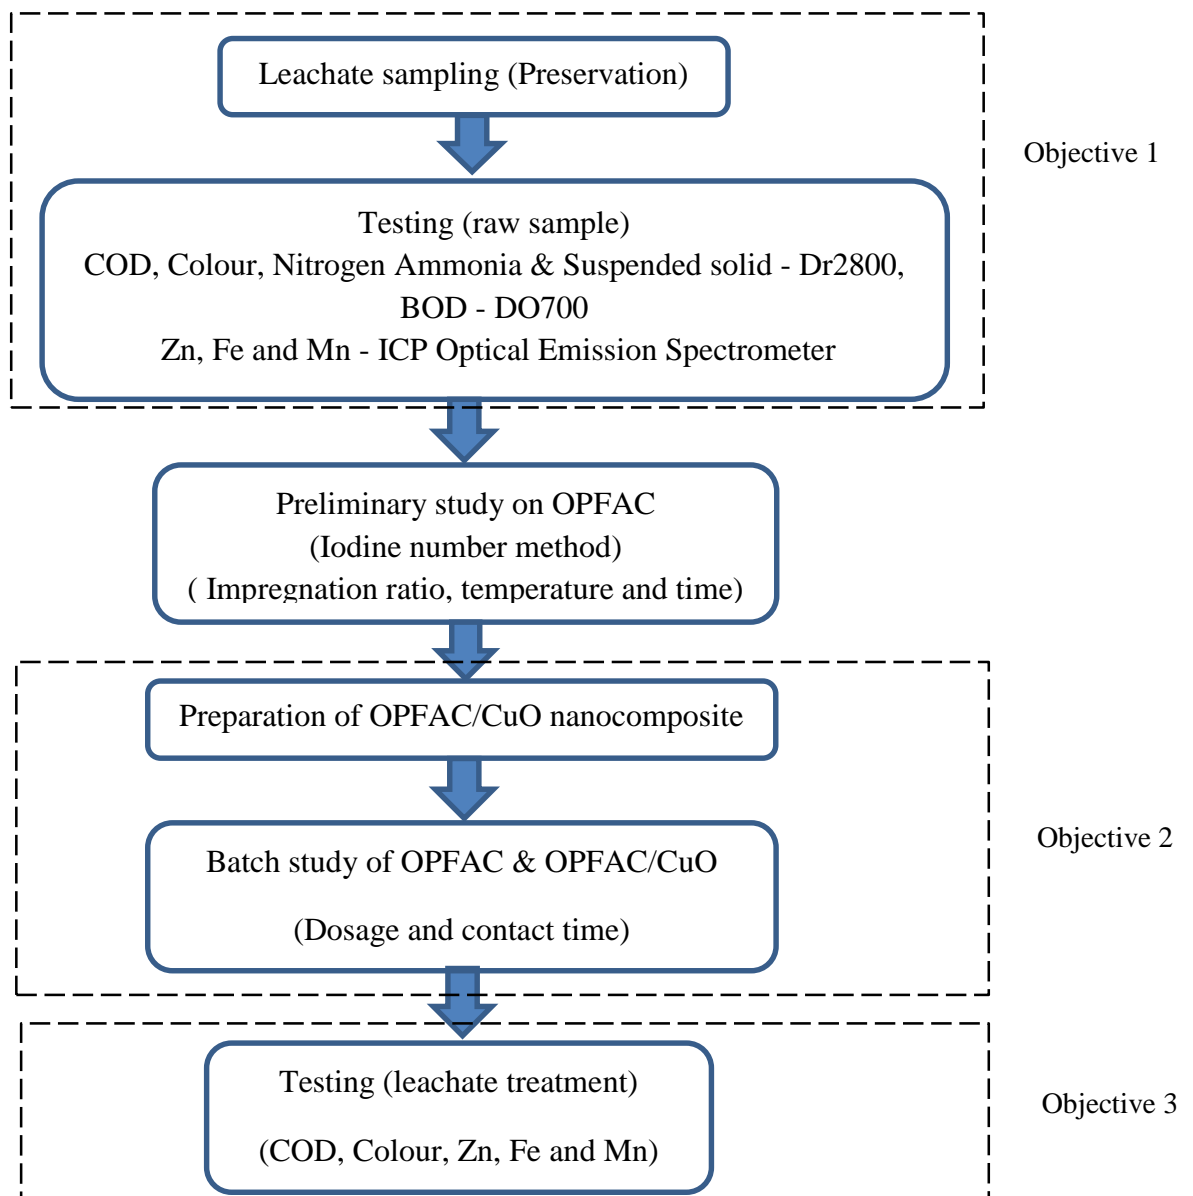 Leachate sampling (Preservation)
Objective 1
Testing (raw sample)
COD, Colour, Nitrogen Ammonia & Suspended solid - Dr2800,
BOD - DO700
Zn, Fe and Mn - ICP Optical Emission Spectrometer
Preliminary study on OPFAC
(Iodine number method)
( Impregnation ratio, temperature and time)
Preparation of OPFAC/CuO nanocomposite
Objective 2
Batch study of OPFAC & OPFAC/CuO
(Dosage and contact time)
Testing (leachate treatment)
Objective 3
(COD, Colour, Zn, Fe and Mn)